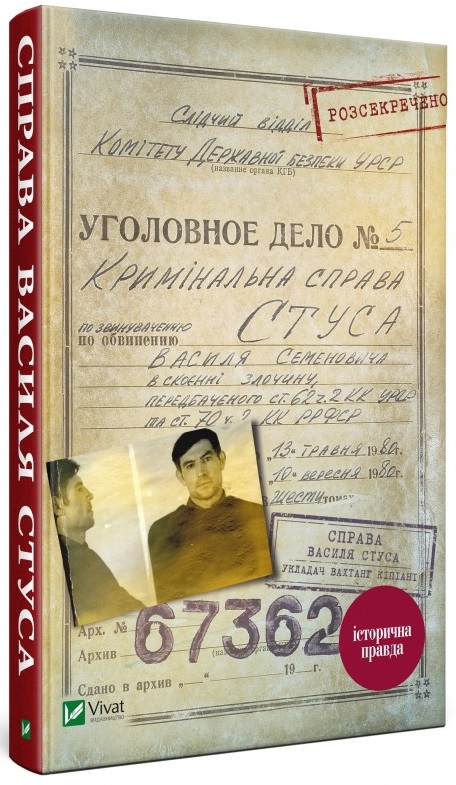 СПРАВА ВАСИЛЯ СТУСА
РОЗСЕКРЕЧЕНО
Слідчий відділ
Комітету Державної безпеки УРСР
(название органа КГБ)
УГОЛОВНОЕ ДЕЛО № 5
Кримінальна справа
Стуса
по звинуваченню
по обвинению
Василя Семеновича
в скоєнні злочину,
передбаченого ст. 62 ч. 2 КК УРСР
та ст. 70 ч. 2 КК РРФСР
„13" травня 1980г.
„10" вересня 1980г.
В шести томах
СПРАВА
ВАСИЛЯ СТУСА
УКЛАДАЧ ВАХТАНГ КІПІАНІ
Арх. №
67362
Архив
Сдано в архив „ “ 19 г.
історична
правда
Vivat
ВИДАВНИЦТВО